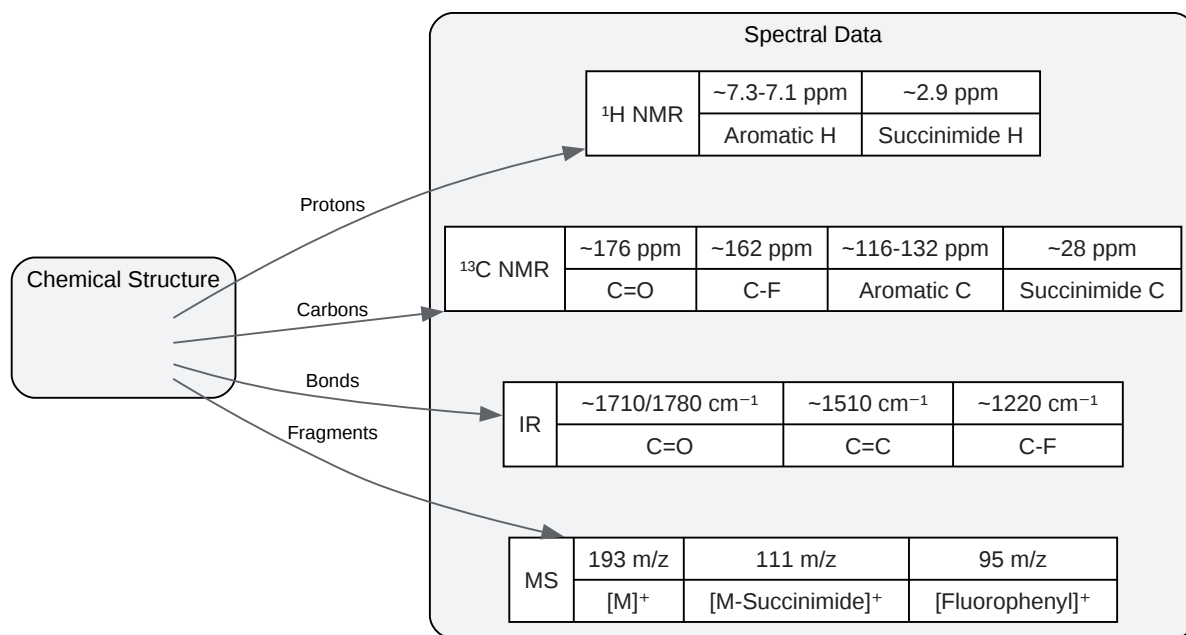 Spectral Data
¹H NMR
~7.3-7.1 ppm
~2.9 ppm
Aromatic H
Succinimide H
Protons
Chemical Structure
Carbons
Bonds
Fragments
¹³C NMR
~176 ppm
~162 ppm
~116-132 ppm
~28 ppm
C=O
C-F
Aromatic C
Succinimide C
IR
~1710/1780 cm⁻¹
~1510 cm⁻¹
~1220 cm⁻¹
C=O
C=C
C-F
MS
193 m/z
111 m/z
95 m/z
[M]⁺
[M-Succinimide]⁺
[Fluorophenyl]⁺